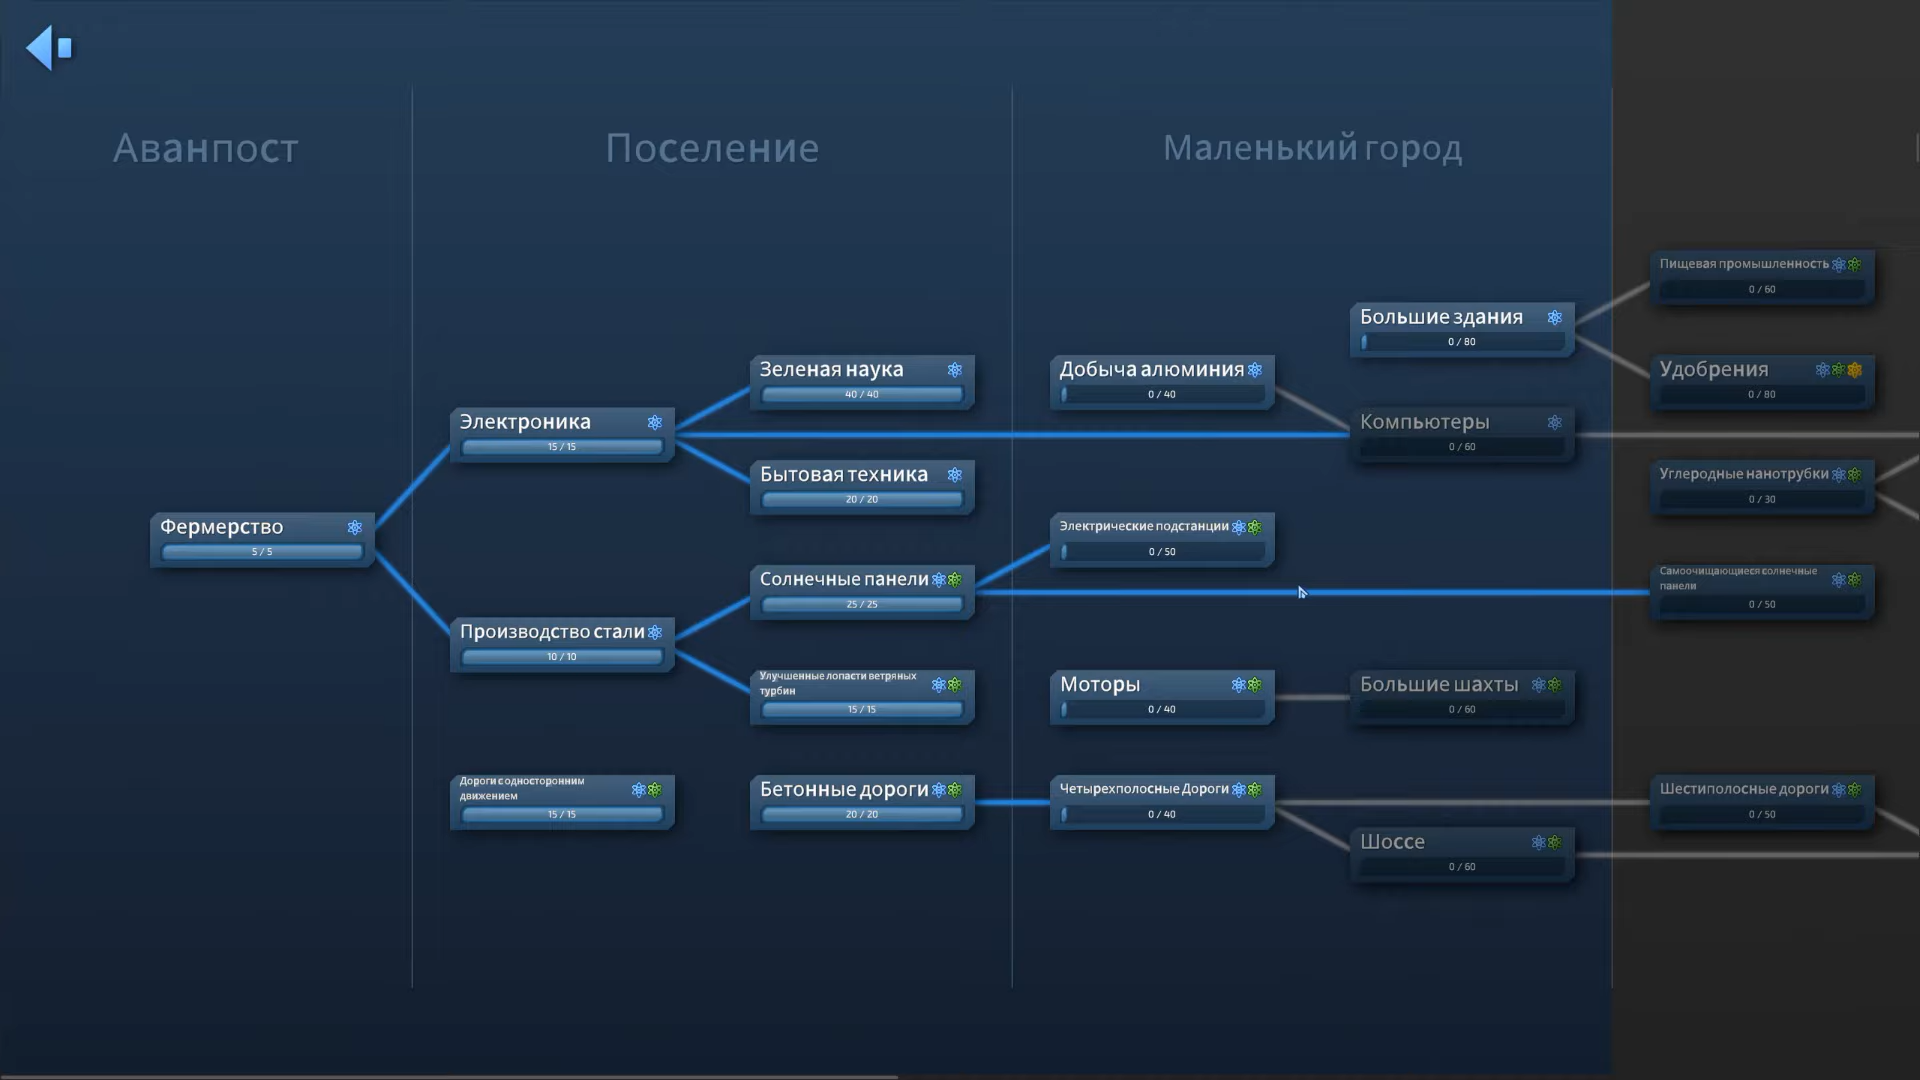 Аванпост
Поселение
Маленький город
Фермерство
5 / 5
Электроника
15 / 15
Производство стали
10 / 10
Дороги с односторонним
движением
15 / 15
Зеленая наука
40 / 40
Бытовая техника
20 / 20
Солнечные панели
25 / 25
Улучшенные лопасти ветряных
турбин
15 / 15
Бетонные дороги
20 / 20
Добыча алюминия
0 / 40
Электрические подстанции
0 / 50
Моторы
0 / 40
Четырехполосные Дороги
0 / 40
Большие здания
0 / 80
Компьютеры
0 / 60
Большие шахты
0 / 60
Шоссе
0 / 60
Пищевая промышленность
0 / 60
Удобрения
0 / 80
Углеродные нанотрубки
0 / 30
Самоочищающиеся солнечные
панели
0 / 50
Шестиполосные дороги
0 / 50